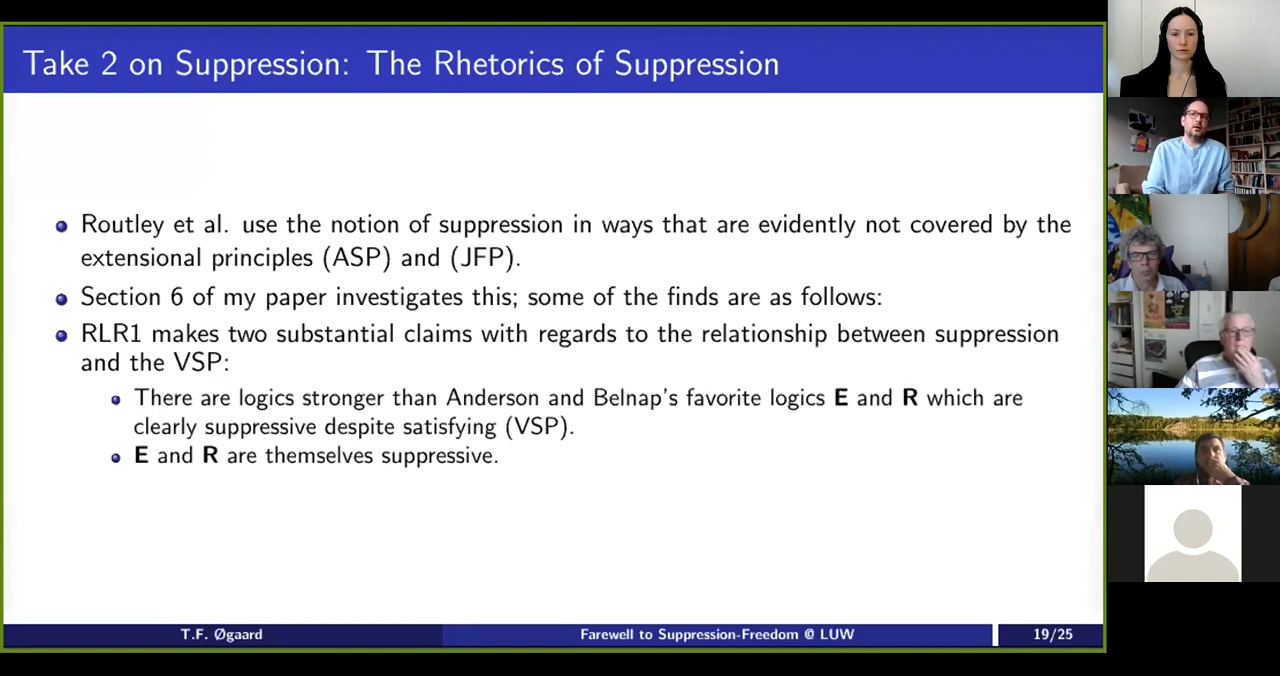 Take 2 on Suppression: The Rhetorics of Suppression
Routley et al. use the notion of suppression in ways that are evidently not covered by the
extensional principles (ASP) and (JFP).
Section 6 of my paper investigates this; some of the finds are as follows:
RLR1 makes two substantial claims with regards to the relationship between suppression
and the VSP:
There are logics stronger than Anderson and Belnap's favorite logics E and R which are
clearly suppressive despite satisfying (VSP).
E and R are themselves suppressive.
T.F. Øgaard
Farewell to Suppression-Freedom @ LUW
19/25